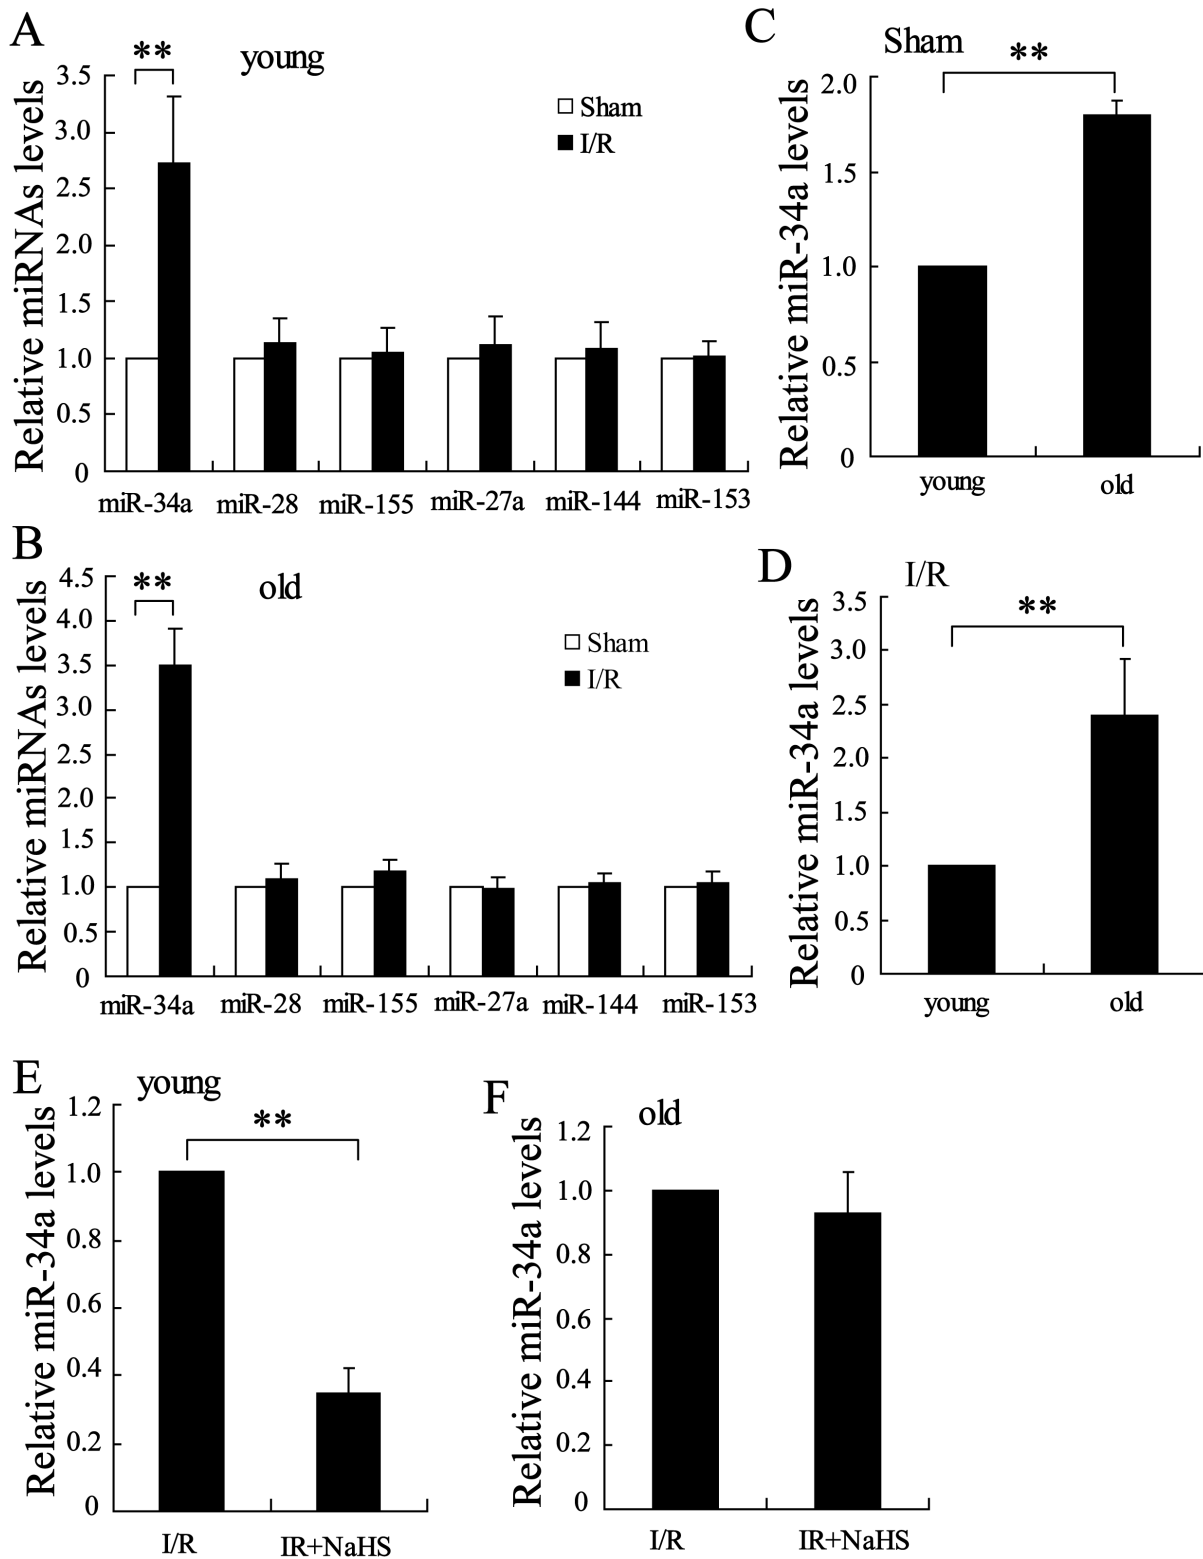 A
**
young
Relative miRNAs levels
3.5
3.0
2.5
2.0
1.5
1.0
0.5
0
Sham
I/R
miR-34a miR-28 miR-155 miR-27a miR-144 miR-153
C
Sham
**
Relative miR-34a levels
2.0
1.5
1.0
0.5
0
young old
B
**
old
Relative miRNAs levels
4.5
4.0
3.5
3.0
2.5
2.0
1.5
1.0
0.5
0
Sham
I/R
miR-34a miR-28 miR-155 miR-27a miR-144 miR-153
D
I/R
**
Relative miR-34a levels
3.5
3.0
2.5
2.0
1.5
1.0
0.5
0
young old
E
young
**
Relative miR-34a levels
1.2
1.0
0.8
0.6
0.4
0.2
0
I/R IR+NaHS
F
old
Relative miR-34a levels
1.2
1.0
0.8
0.6
0.4
0.2
0
I/R IR+NaHS